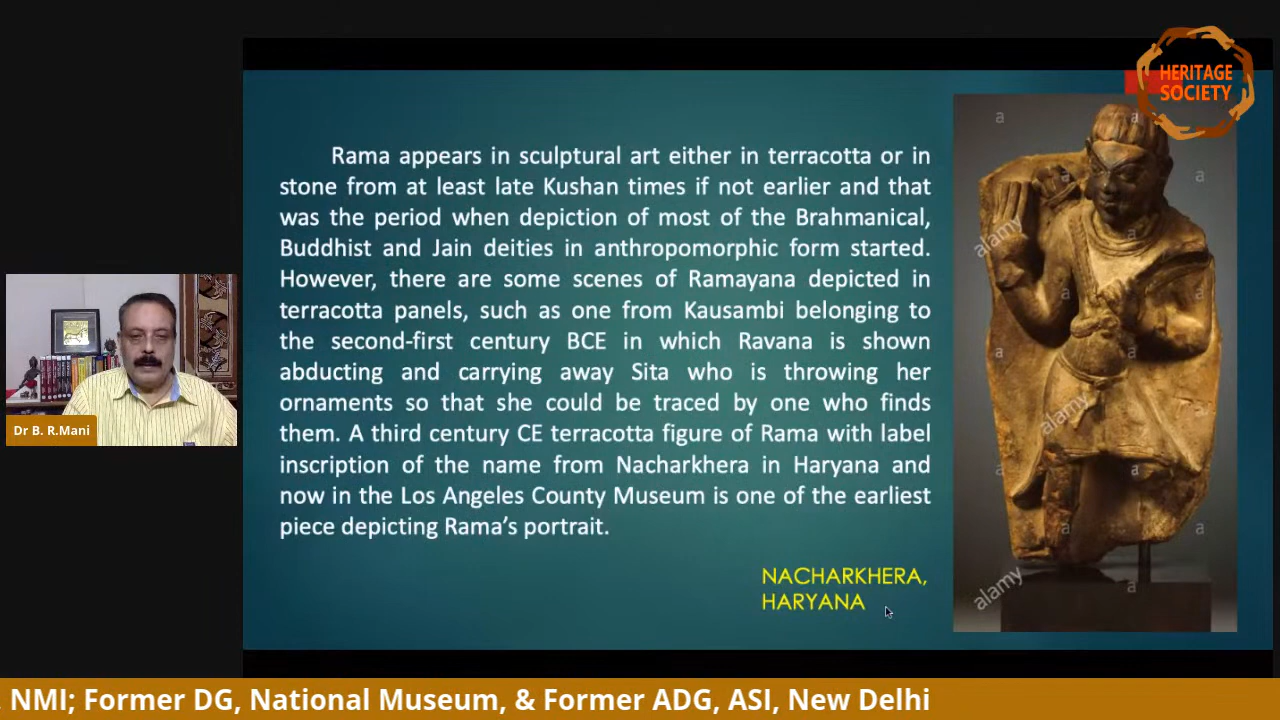 HERITAGE
SOCIETY
Rama appears in sculptural art either in terracotta or in
stone from at least late Kushan times if not earlier and that
was the period when depiction of most of the Brahmanical,
Buddhist and Jain deities in anthropomorphic form started.
However, there are some scenes of Ramayana depicted in
terracotta panels, such as one from Kausambi belonging to
the second-first century BCE in which Ravana is shown
abducting and carrying away Sita who is throwing her
ornaments so that she could be traced by one who finds
them. A third century CE terracotta figure of Rama with label
inscription of the name from Nacharkhera in Haryana and
now in the Los Angeles County Museum is one of the earliest
piece depicting Rama's portrait.
NACHARKHERA,
HARYANA
a
a
a
a
alamy
a
a
a
a
a
a
alamy
a
a
a
a
alamy
a
Dr B. R.Mani
NMI; Former DG, National Museum, & Former ADG, ASI, New Delhi